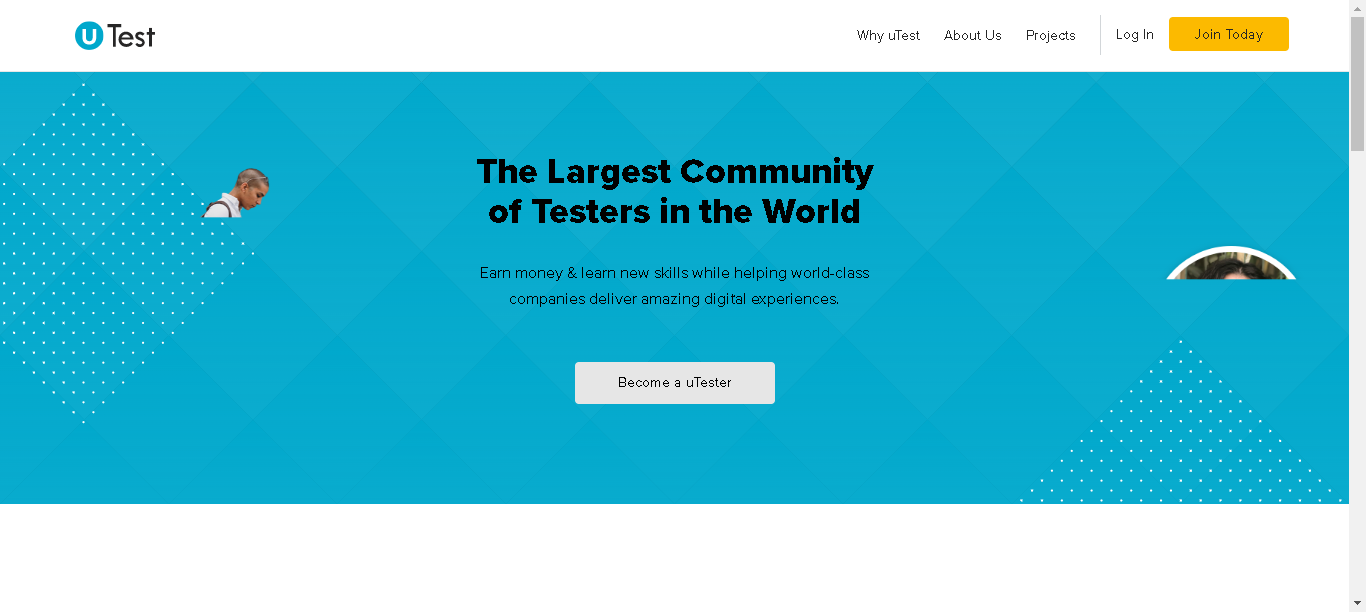 uTest
Why uTest
About Us
Projects
Log In
Join Today
The Largest Community
of Testers in the World
Earn money & learn new skills while helping world-class
companies deliver amazing digital experiences.
Become a uTester